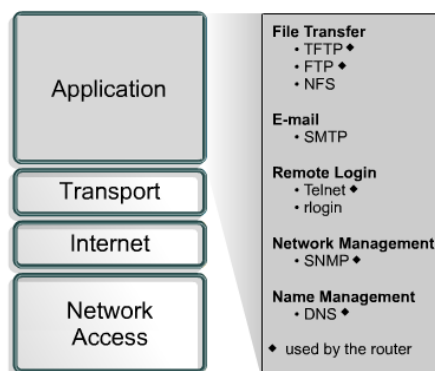 Application
Transport
Internet
Network
Access
File Transfer
• TFTP ◆
• FTP ◆
• NFS
E-mail
• SMTP
Remote Login
• Telnet ◆
• rlogin
Network Management
• SNMP ◆
Name Management
• DNS ◆
◆ used by the router